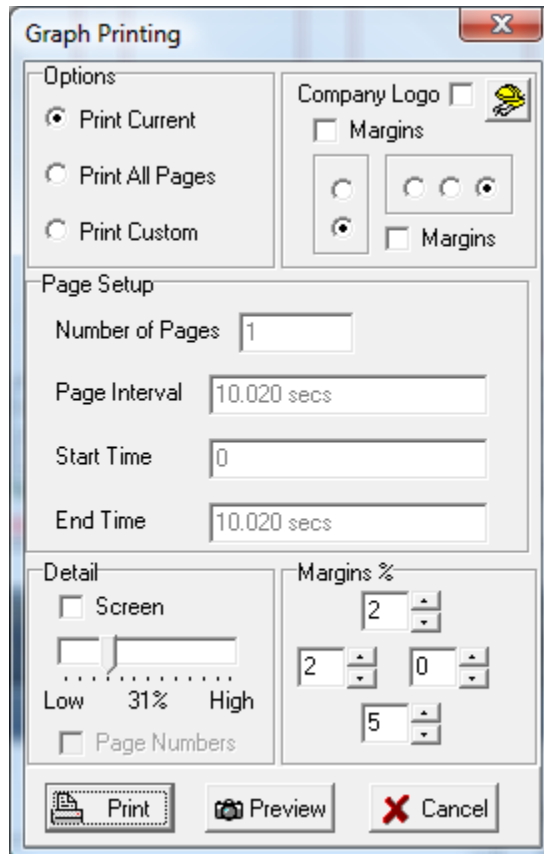 Graph Printing
Options
Print Current
Print All Pages
Print Custom
Company Logo
Margins
Margins
Page Setup
Number of Pages 1
Page Interval 10.020 secs
Start Time 0
End Time 10.020 secs
Detail
Screen
Low 31% High
Page Numbers
Margins %
2
2 0
5
Print Preview Cancel